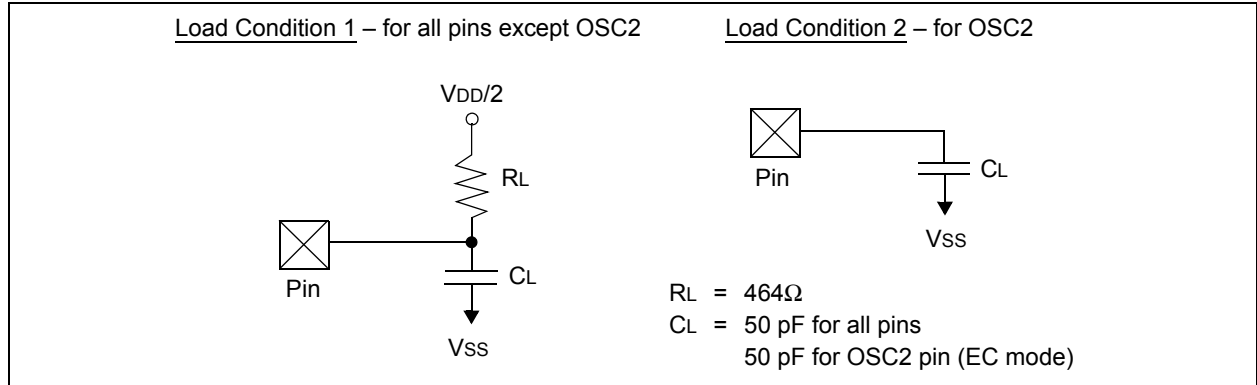 Load Condition 1 – for all pins except OSC2
Load Condition 2 – for OSC2
VDD/2
RL
Pin
CL
VSS
Pin
CL
VSS
RL = 464Ω
CL = 50 pF for all pins
50 pF for OSC2 pin (EC mode)